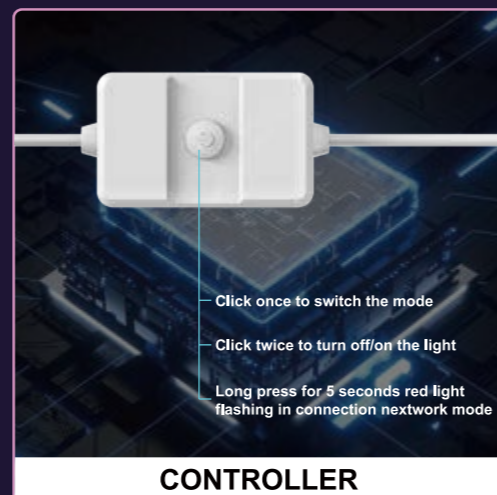 Click once to switch the mode
Click twice to turn off/on the light
Long press for 5 seconds red light
flashing in connection nextwork mode
CONTROLLER